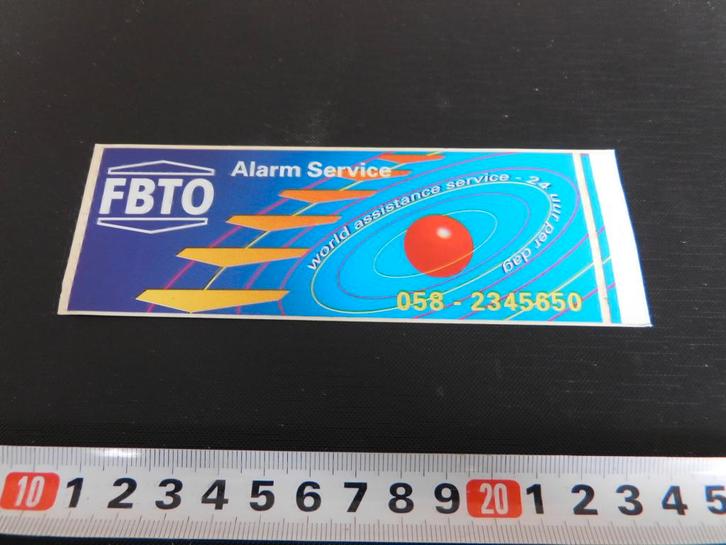 FBTO
Alarm Service
world assistance service - 24 uur per dag
058 - 2345650
10 1 2 3 4 5 6 7 8 9 20 1 2 3 4 5